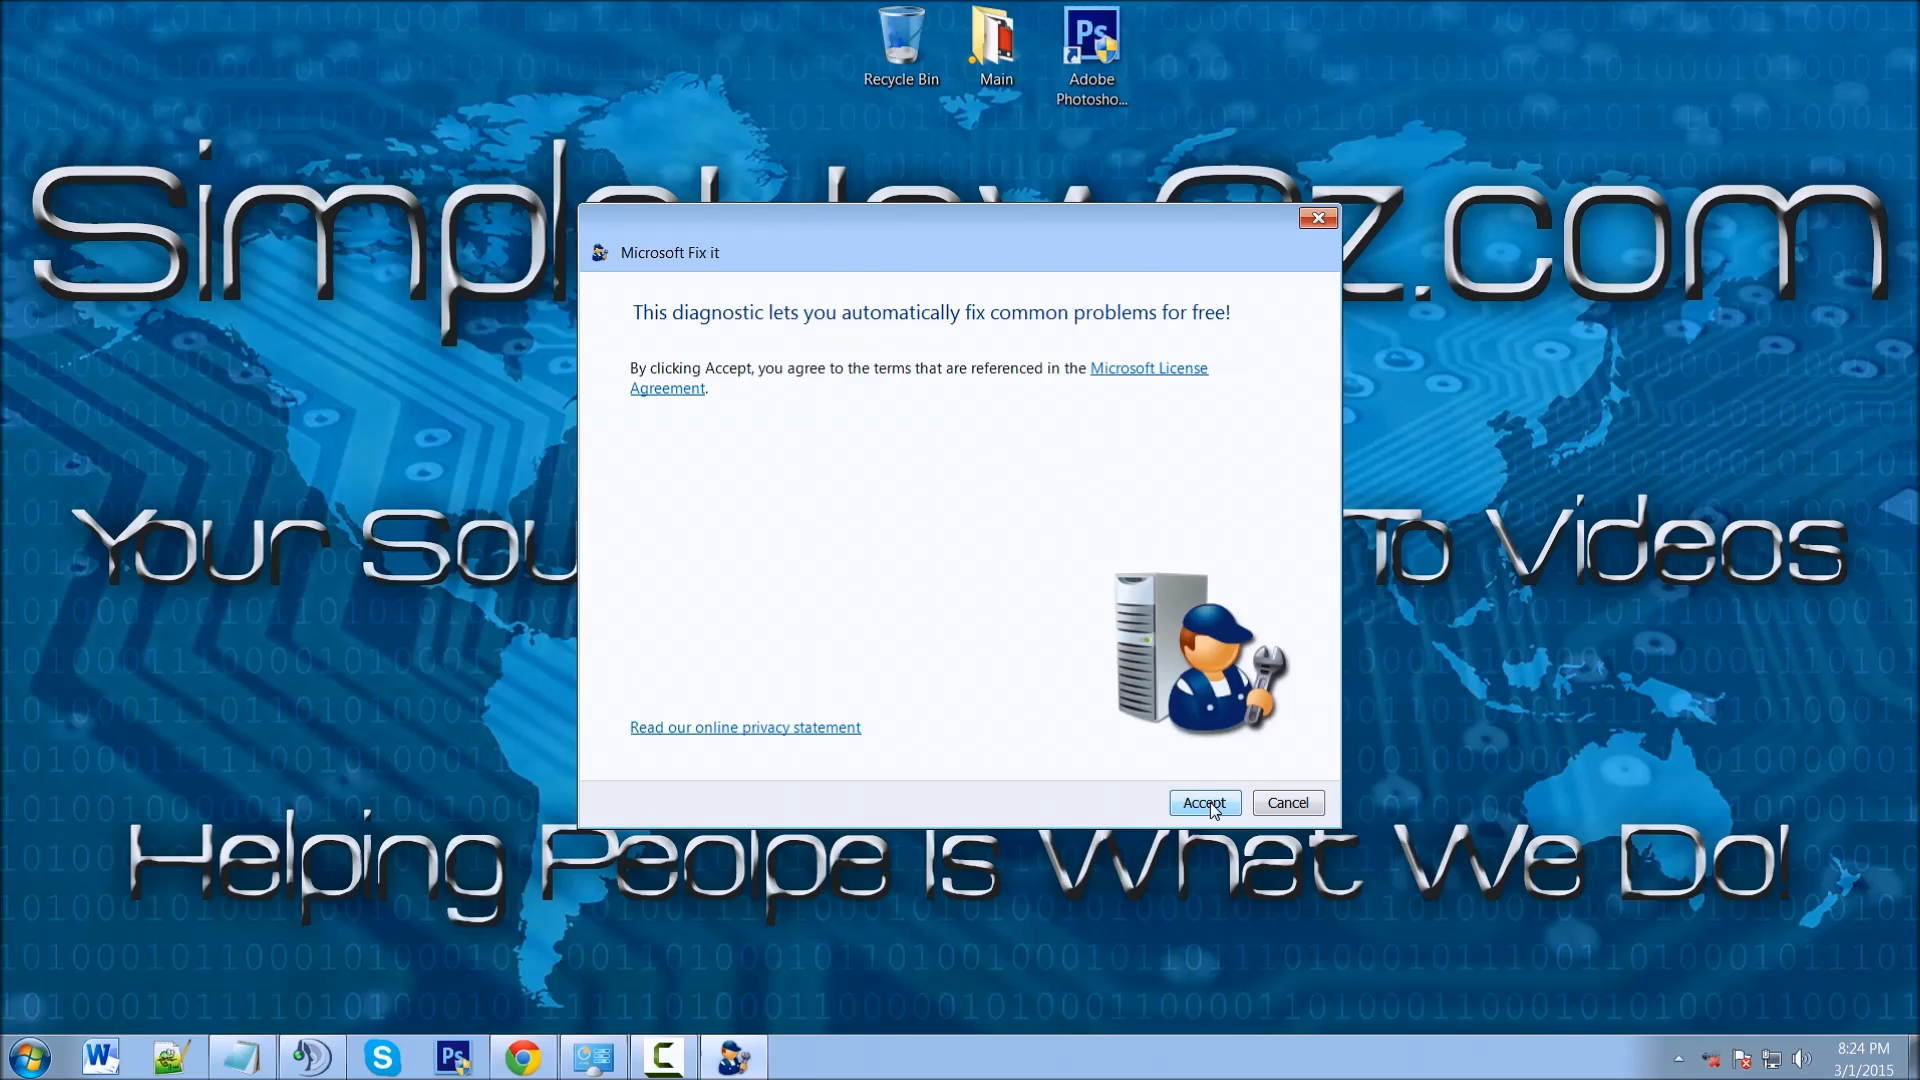 Recycle Bin
Main
Ps
Adobe
Photosho...
Microsoft Fix it
This diagnostic lets you automatically fix common problems for free!
By clicking Accept, you agree to the terms that are referenced in the Microsoft License
Agreement.
z.com
Your Sou
To Videos
Read our online privacy statement
Accept
Cancel
Helping Peolpe Is What We Do!
W
S
Ps
C
8:24 PM
3/1/2015